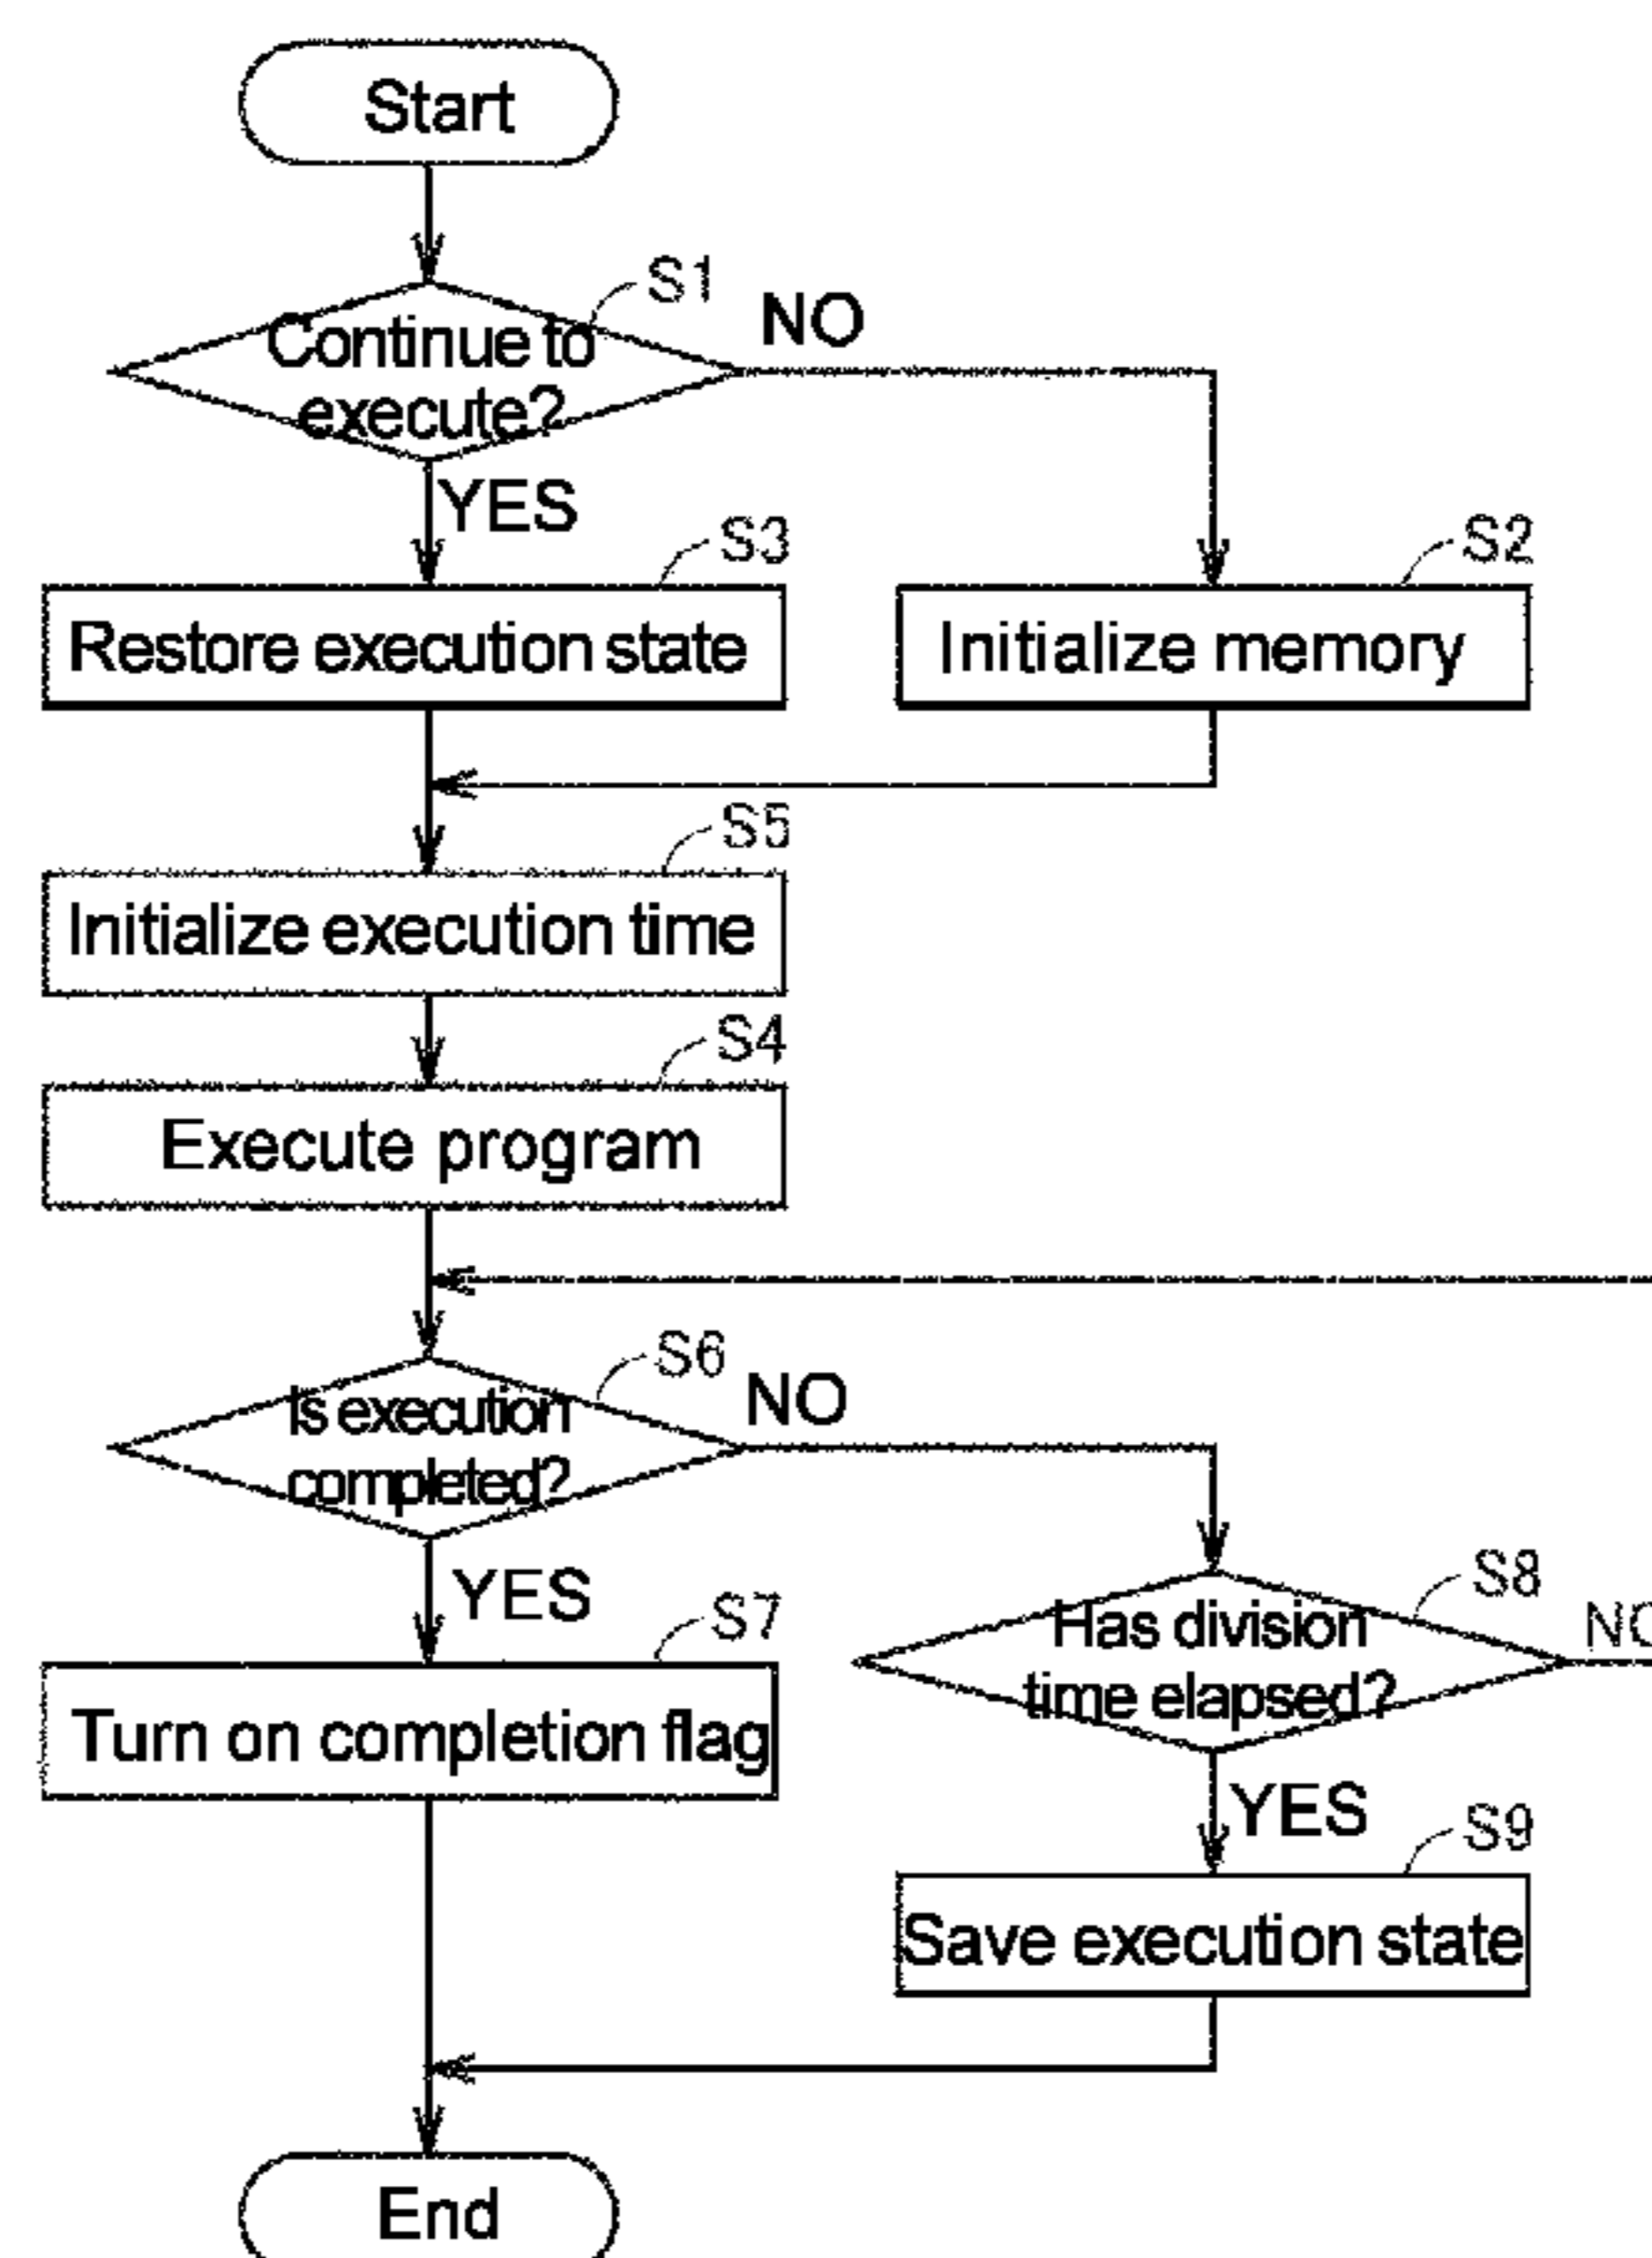 Start
S1
Continue to
execute?
NO
YES
S3
Restore execution state
S2
Initialize memory
S5
Initialize execution time
S4
Execute program
S6
Is execution
completed?
NO
YES
S7
Turn on completion flag
S8
Has division
time elapsed?
NO
YES
S9
Save execution state
End